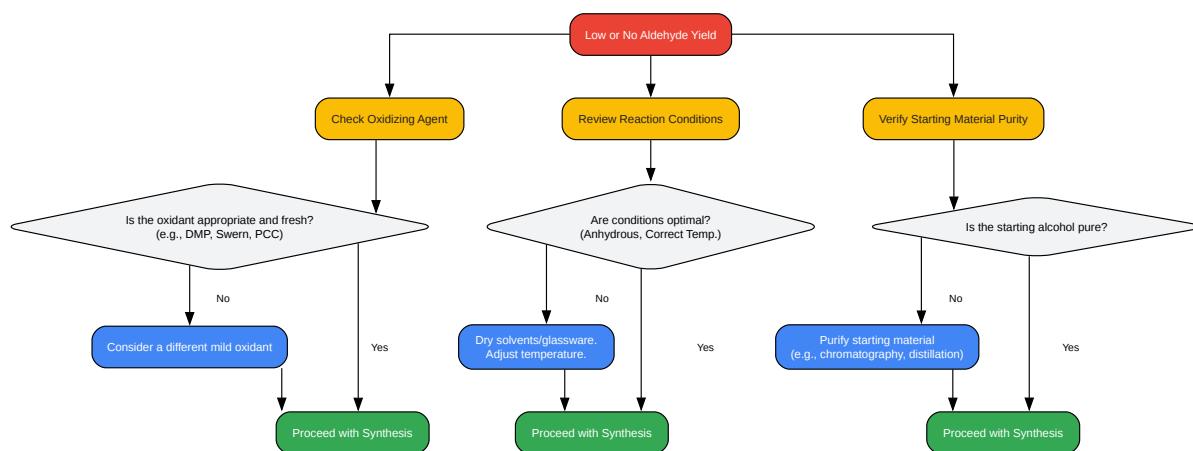 Low or No Aldehyde Yield
Check Oxidizing Agent
Review Reaction Conditions
Verify Starting Material Purity
Is the oxidant appropriate and fresh?
(e.g., DMP, Swern, PCC)
Are conditions optimal?
(Anhydrous, Correct Temp.)
Is the starting alcohol pure?
No
No
No
Consider a different mild oxidant
Yes
Dry solvents/glassware.
Adjust temperature.
Yes
Purify starting material
(e.g., chromatography, distillation)
Yes
Proceed with Synthesis
Proceed with Synthesis
Proceed with Synthesis